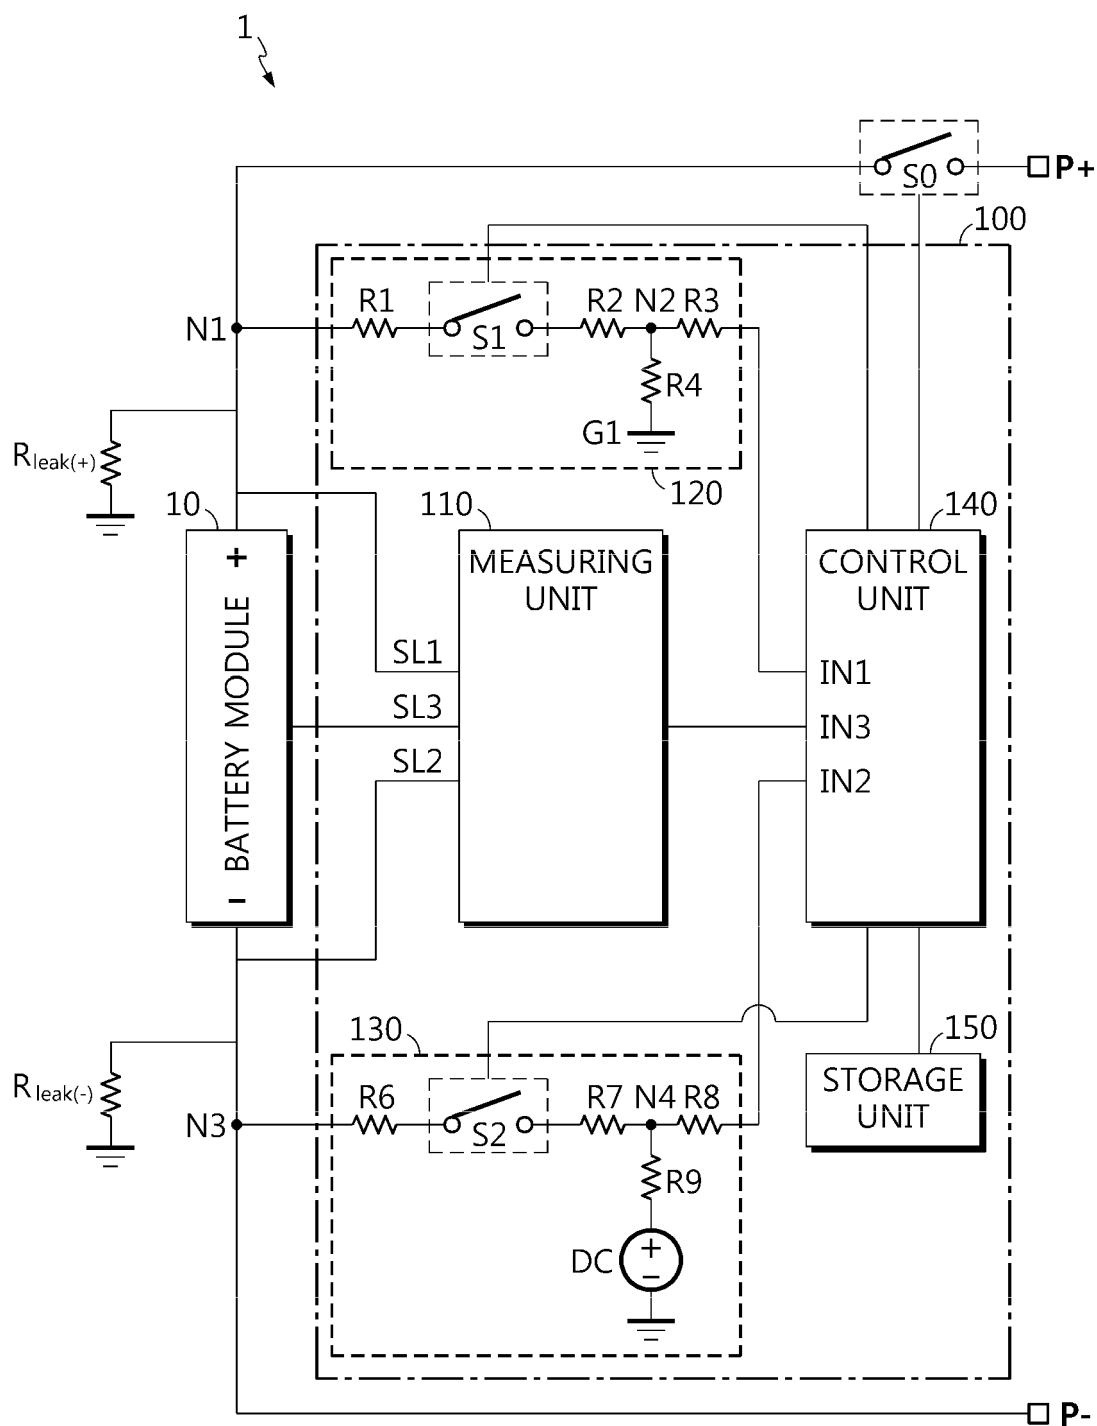 1
S0
P+
100
R1
S1
R2
N2
R3
N1
R4
G1
Rleak(+)
120
10
110
140
+
BATTERY MODULE
-
MEASURING
UNIT
CONTROL
UNIT
SL1
IN1
SL3
IN3
SL2
IN2
130
150
Rleak(-)
R6
S2
R7
N4
R8
STORAGE
UNIT
N3
R9
DC
+
-
P-